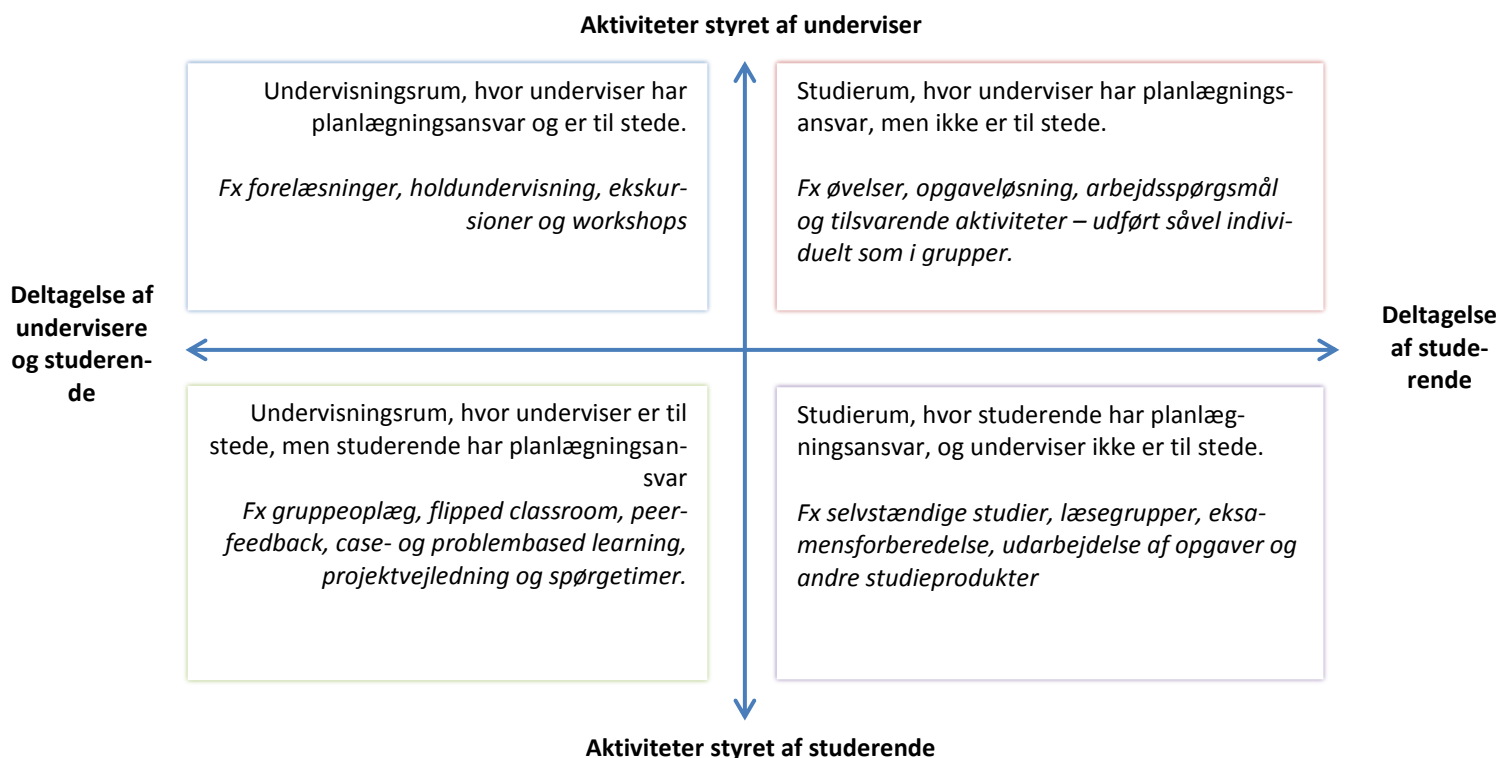 Aktiviteter styret af underviser
Undervisningsrum, hvor underviser har
planlægningsansvar og er til stede.
Fx forelæsninger, holdundervisning, ekskur-
sioner og workshops
Studierum, hvor underviser har planlægnings-
ansvar, men ikke er til stede.
Fx øvelser, opgaveløsning, arbejdsspørgsmål
og tilsvarende aktiviteter – udført såvel indivi-
duelt som i grupper.
Deltagelse af
undervisere
og studeren-
de
Deltagelse
af stude-
rende
Undervisningsrum, hvor underviser er til
stede, men studerende har planlægningsan-
svar
Fx gruppeoplæg, flipped classroom, peer-
feedback, case- og problembased learning,
projektvejledning og spørgetimer.
Studierum, hvor studerende har planlæg-
ningsansvar, og underviser ikke er til stede.
Fx selvstændige studier, læsegrupper, eksa-
mensforberedelse, udarbejdelse af opgaver og
andre studieprodukter
Aktiviteter styret af studerende